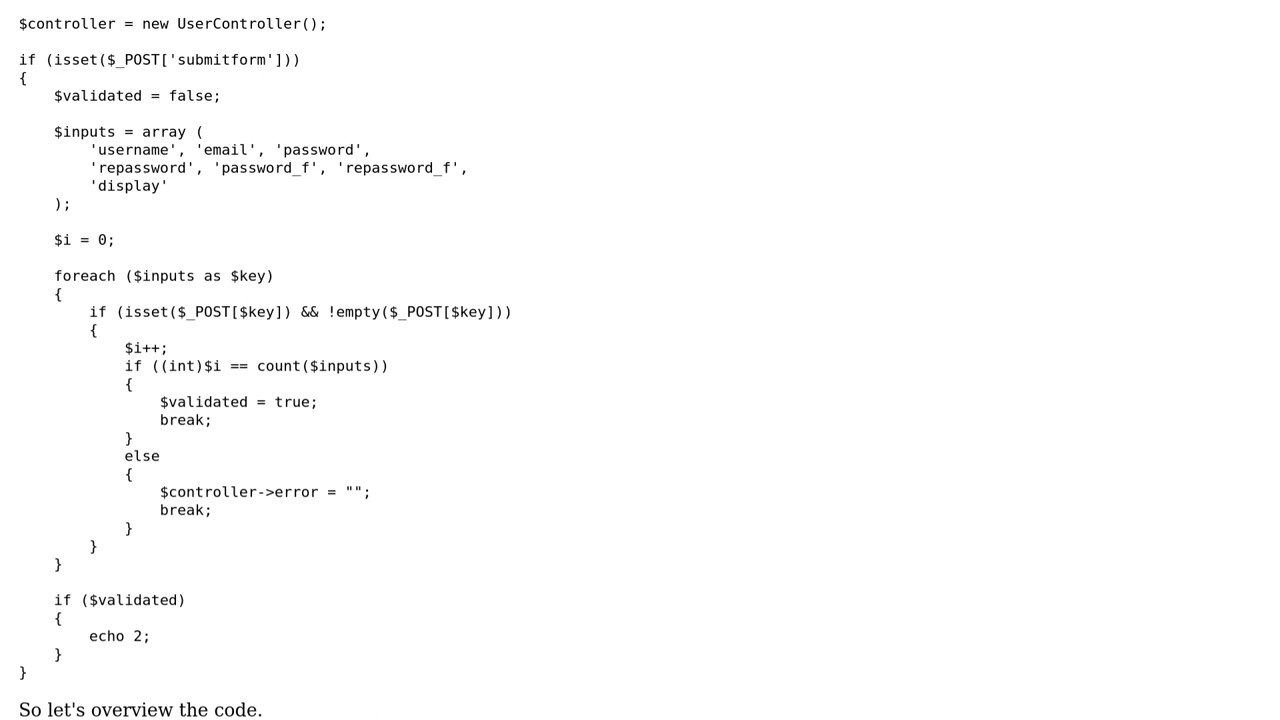 $controller = new UserController();
if (isset($_POST['submitform']))
{
    $validated = false;
    $inputs = array (
        'username', 'email', 'password',
        'repassword', 'password_f', 'repassword_f',
        'display'
    );
    $i = 0;
    foreach ($inputs as $key)
    {
        if (isset($_POST[$key]) && !empty($_POST[$key]))
        {
            $i++;
            if ((int)$i == count($inputs))
            {
                $validated = true;
                break;
            }
            else
            {
                $controller->error = "";
                break;
            }
        }
    }
    if ($validated)
    {
        echo 2;
    }
}
So let's overview the code.